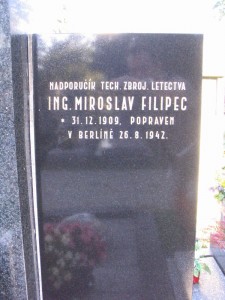 NADPORUČÍK TECH. ZBROJ. LETECTVA
ING. MIROSLAV FILIPEC
* 31.12.1909, POPRAVEN
V BERLÍNĚ 26.8.1942.